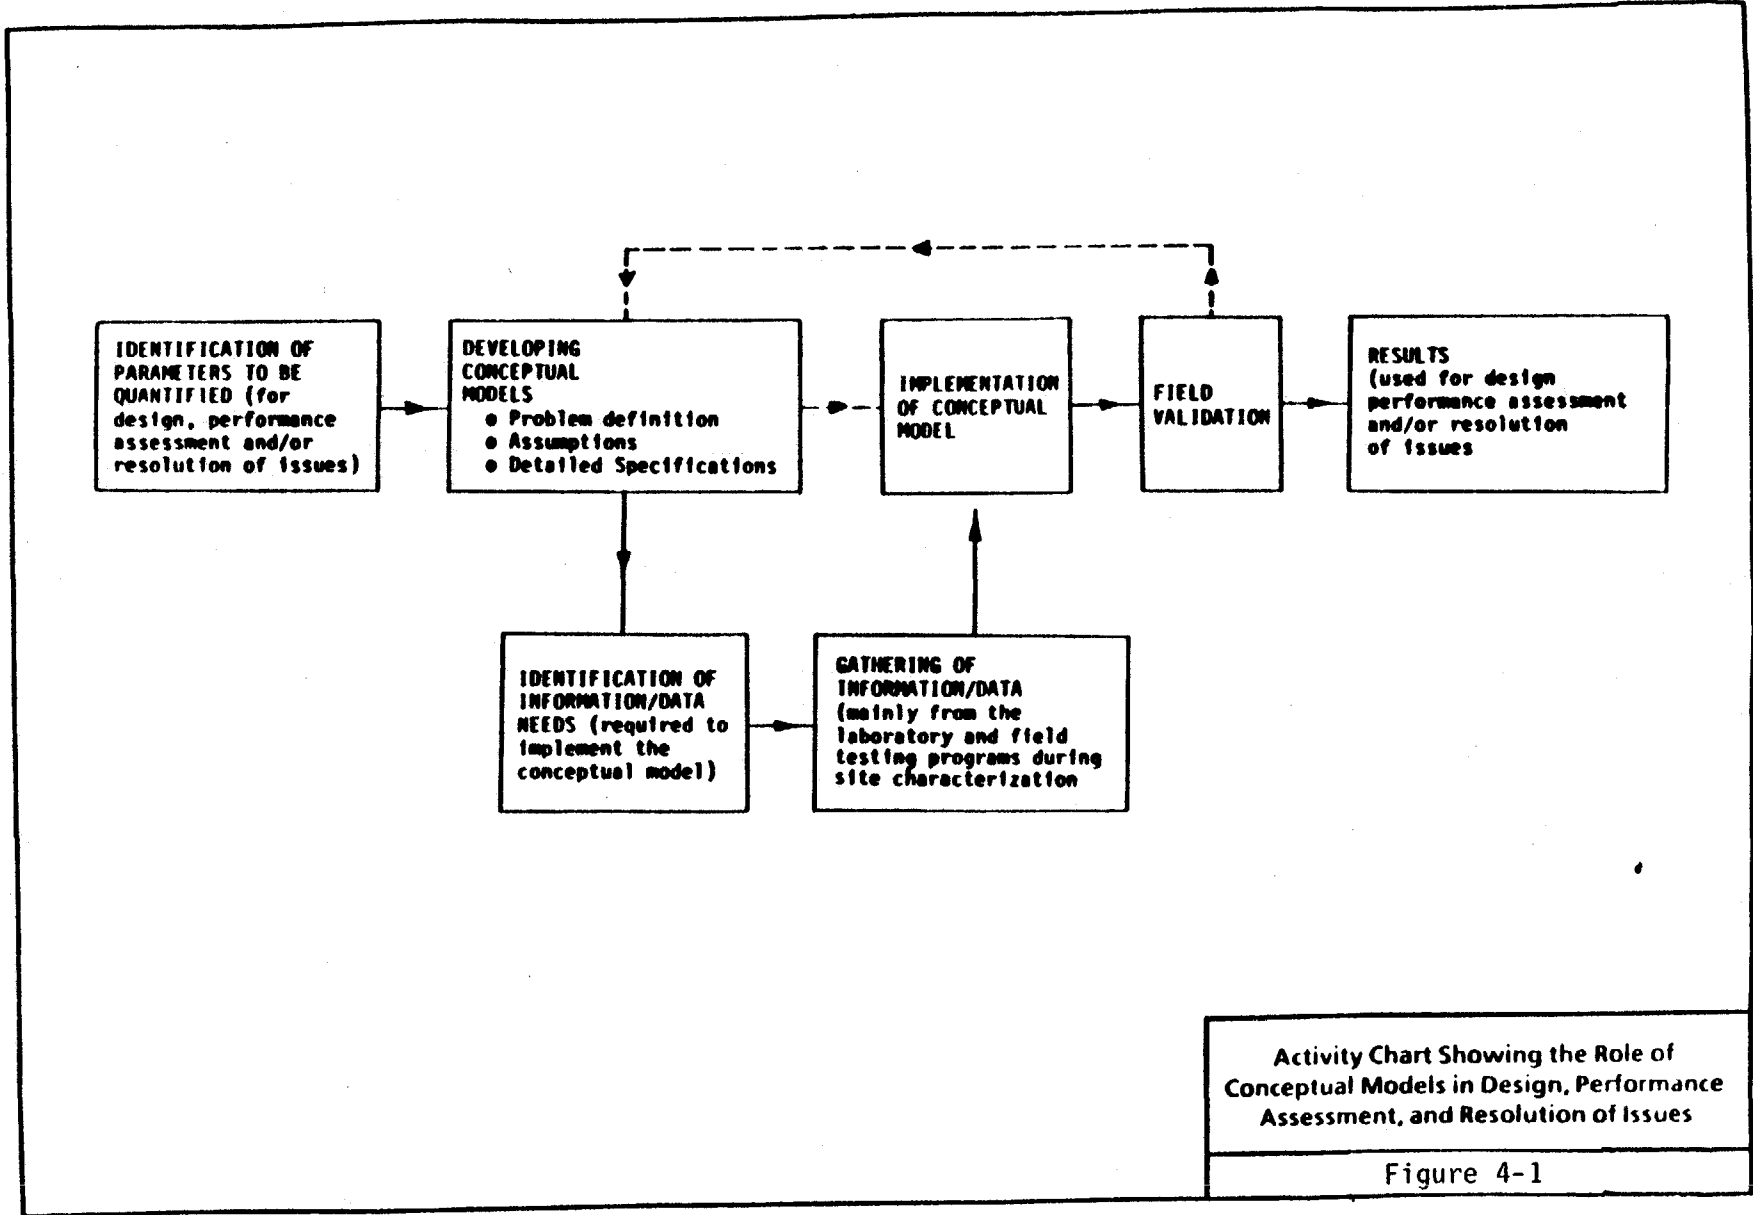 IDENTIFICATION OF
PARAMETERS TO BE
QUANTIFIED (for
design, performance
assessment and/or
resolution of issues)
DEVELOPING
CONCEPTUAL
MODELS
● Problem definition
● Assumptions
● Detailed Specifications
IMPLEMENTATION
OF CONCEPTUAL
MODEL
FIELD
VALIDATION
RESULTS
(used for design
performance assessment
and/or resolution
of issues
IDENTIFICATION OF
INFORMATION/DATA
NEEDS (required to
implement the
conceptual model)
GATHERING OF
INFORMATION/DATA
(mainly from the
laboratory and field
testing programs during
site characterization
Activity Chart Showing the Role of
Conceptual Models in Design, Performance
Assessment, and Resolution of Issues
Figure 4-1